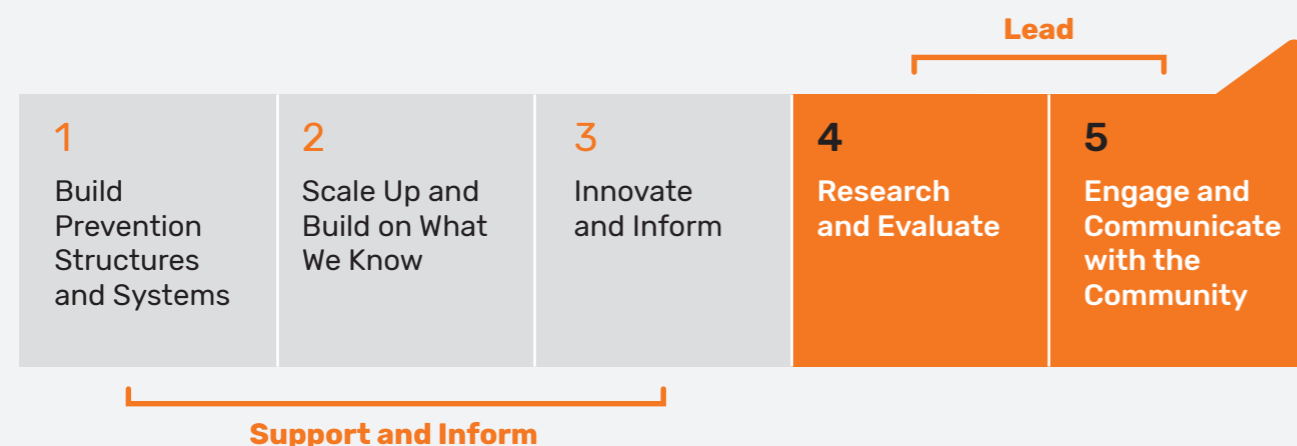 Lead
1
Build
Prevention
Structures
and Systems
2
Scale Up and
Build on What
We Know
3
Innovate
and Inform
4
Research
and Evaluate
5
Engage and
Communicate
with the
Community
Support and Inform